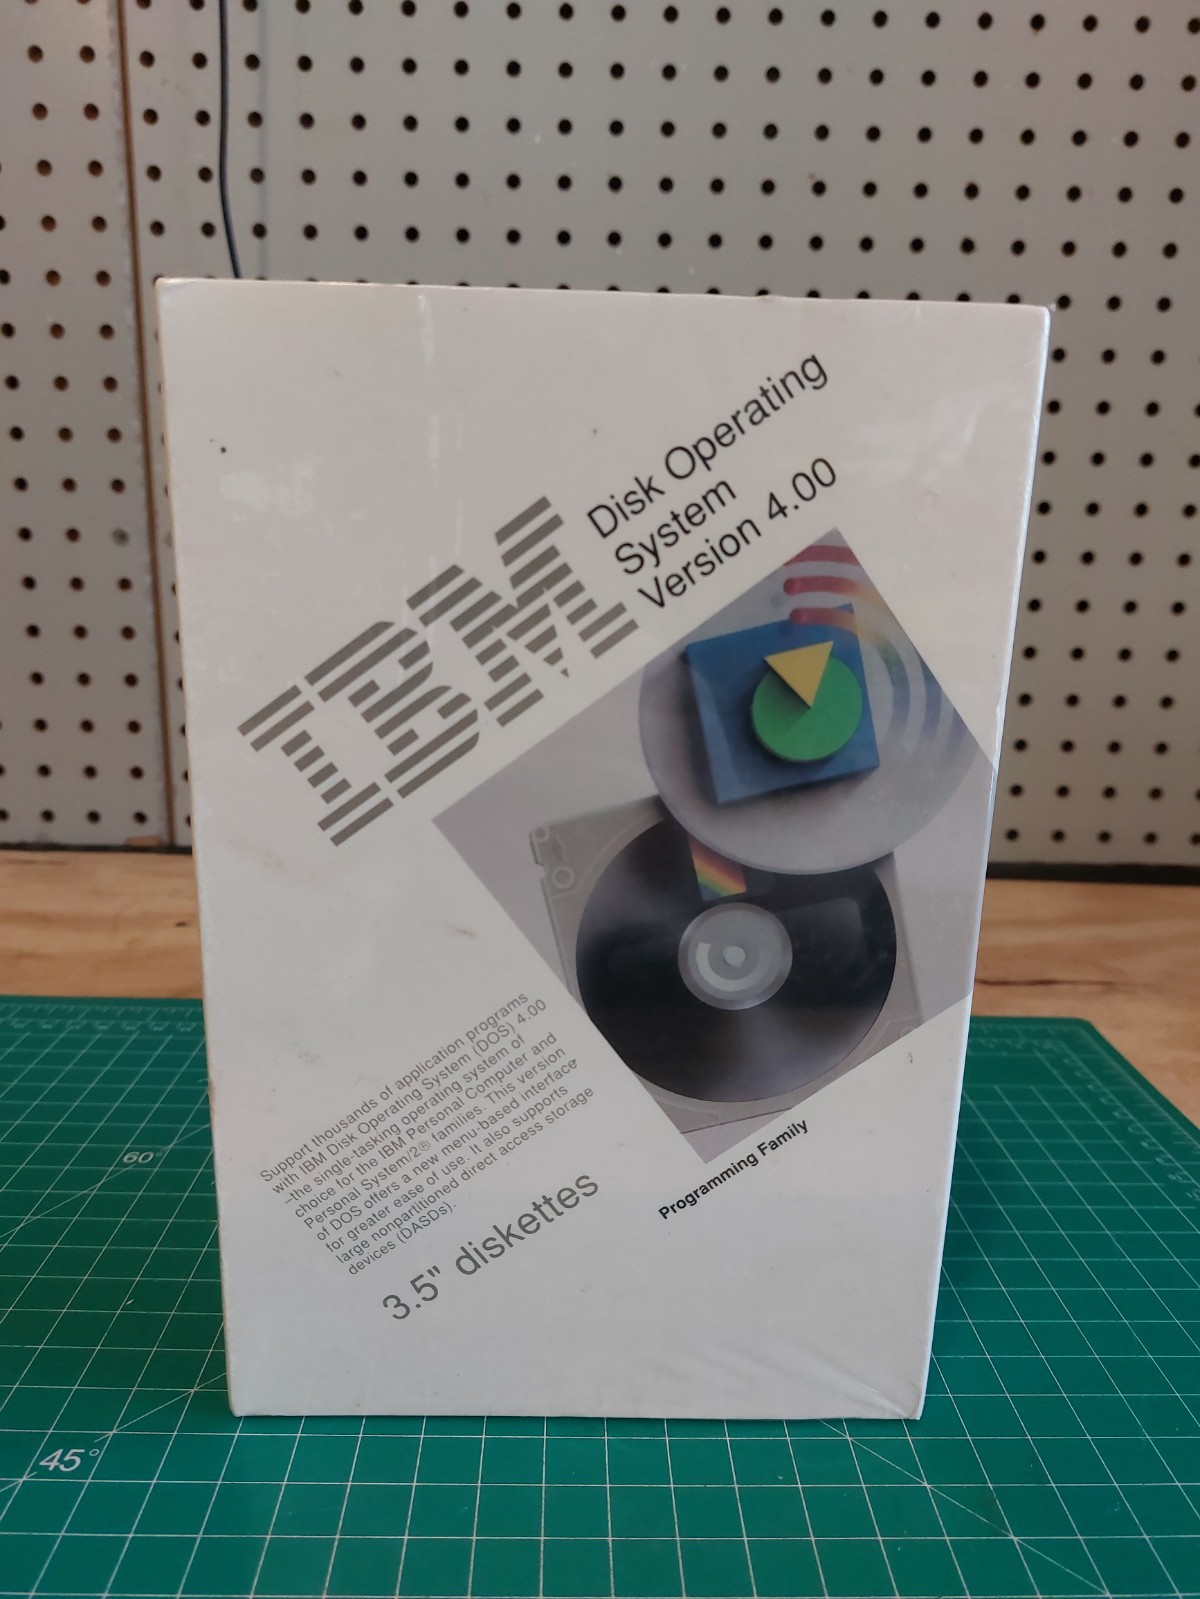 IBM
Disk Operating
System
Version 4.00
Support thousands of application programs
with IBM Disk Operating System (DOS) 4.00
–the single-tasking operating system of
choice for the IBM Personal Computer and
Personal System/2® families. This version
of DOS offers a new menu-based interface
for greater ease of use. It also supports
large nonpartitioned direct access storage
devices (DASDs).
3.5" diskettes
Programming Family
60°
45°